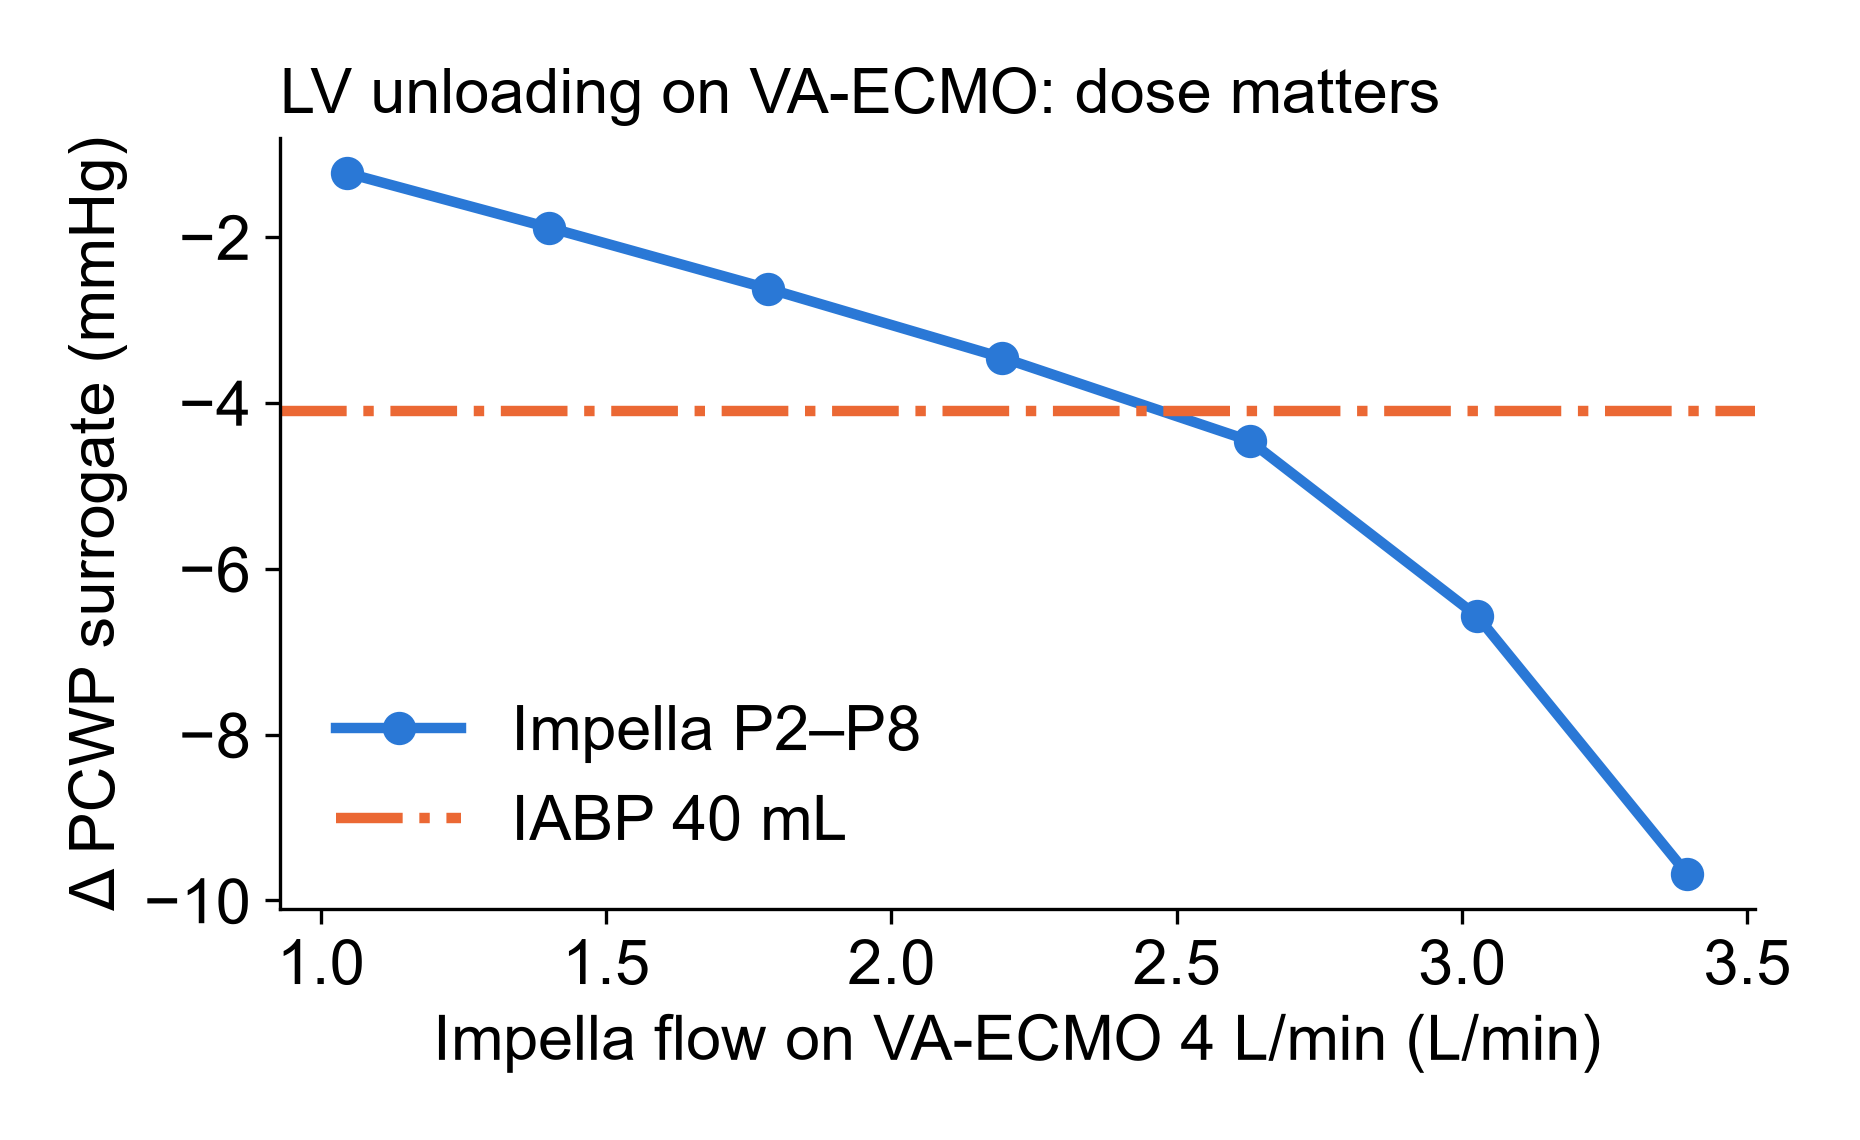 LV unloading on VA-ECMO: dose matters
Δ PCWP surrogate (mmHg)
−2
−4
−6
−8
−10
Impella P2–P8
IABP 40 mL
1.0 1.5 2.0 2.5 3.0 3.5
Impella flow on VA-ECMO 4 L/min (L/min)